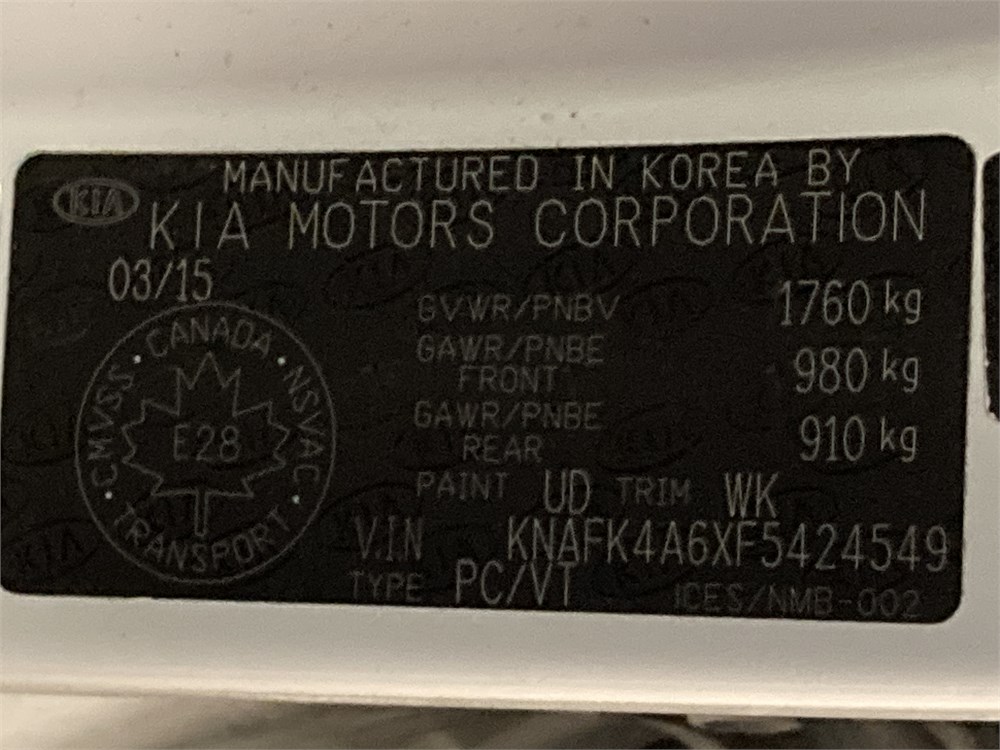 MANUFACTURED IN KOREA BY
KIA
KIA MOTORS CORPORATION
03/15
GVWR/PNBV 1760 kg
GAWR/PNBE FRONT 980 kg
GAWR/PNBE REAR 910 kg
CANADA
CMVSS
NSVAC
E28
TRANSPORT
PAINT UD TRIM WK
V.I.N KNAFK4A6XF5424549
TYPE PC/VT ICES/NMB-002